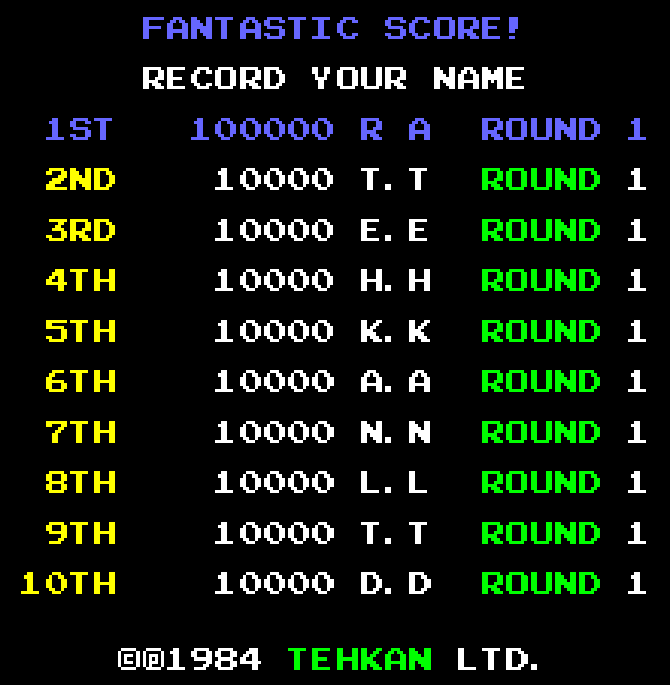 FANTASTIC SCORE!
RECORD YOUR NAME
1ST 100000 R A ROUND 1
2ND 10000 T. T ROUND 1
3RD 10000 E. E ROUND 1
4TH 10000 H. H ROUND 1
5TH 10000 K. K ROUND 1
6TH 10000 A. A ROUND 1
7TH 10000 N. N ROUND 1
8TH 10000 L. L ROUND 1
9TH 10000 T. T ROUND 1
10TH 10000 D. D ROUND 1
©@1984 TEHKAN LTD.